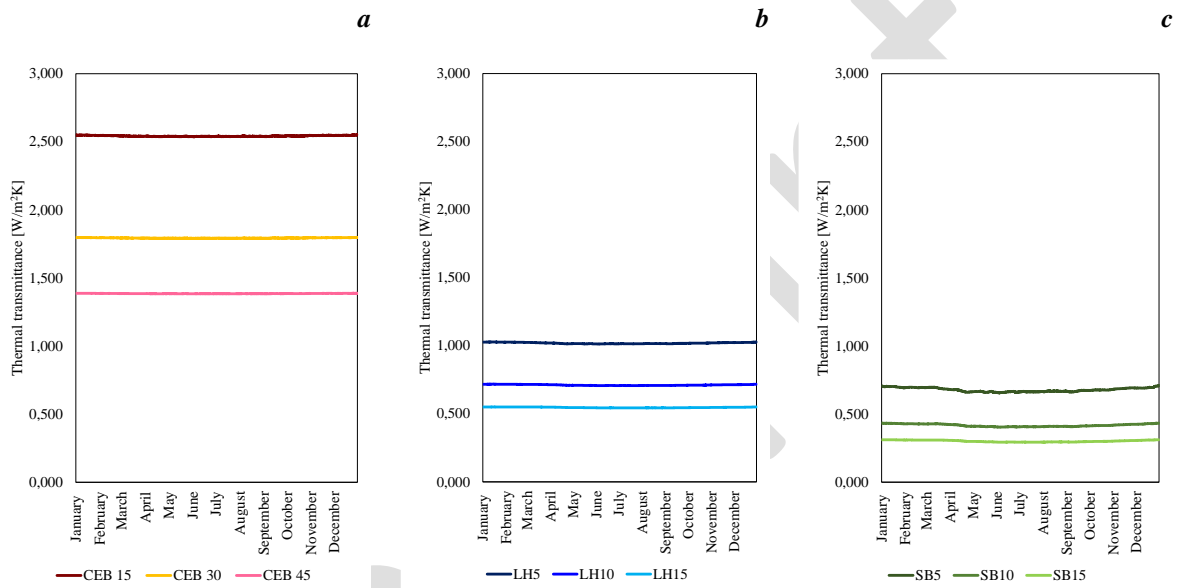 a
3,000
2,500
2,000
1,500
1,000
0,500
0,000
Thermal transmittance [W/m²K]
January
February
March
April
May
June
July
August
September
October
November
December
CEB 15 CEB 30 CEB 45
b
3,000
2,500
2,000
1,500
1,000
0,500
0,000
Thermal transmittance [W/m²K]
January
February
March
April
May
June
July
August
September
October
November
December
LH5 LH10 LH15
c
3,000
2,500
2,000
1,500
1,000
0,500
0,000
Thermal transmittance [W/m²K]
January
February
March
April
May
June
July
August
September
October
November
December
SB5 SB10 SB15